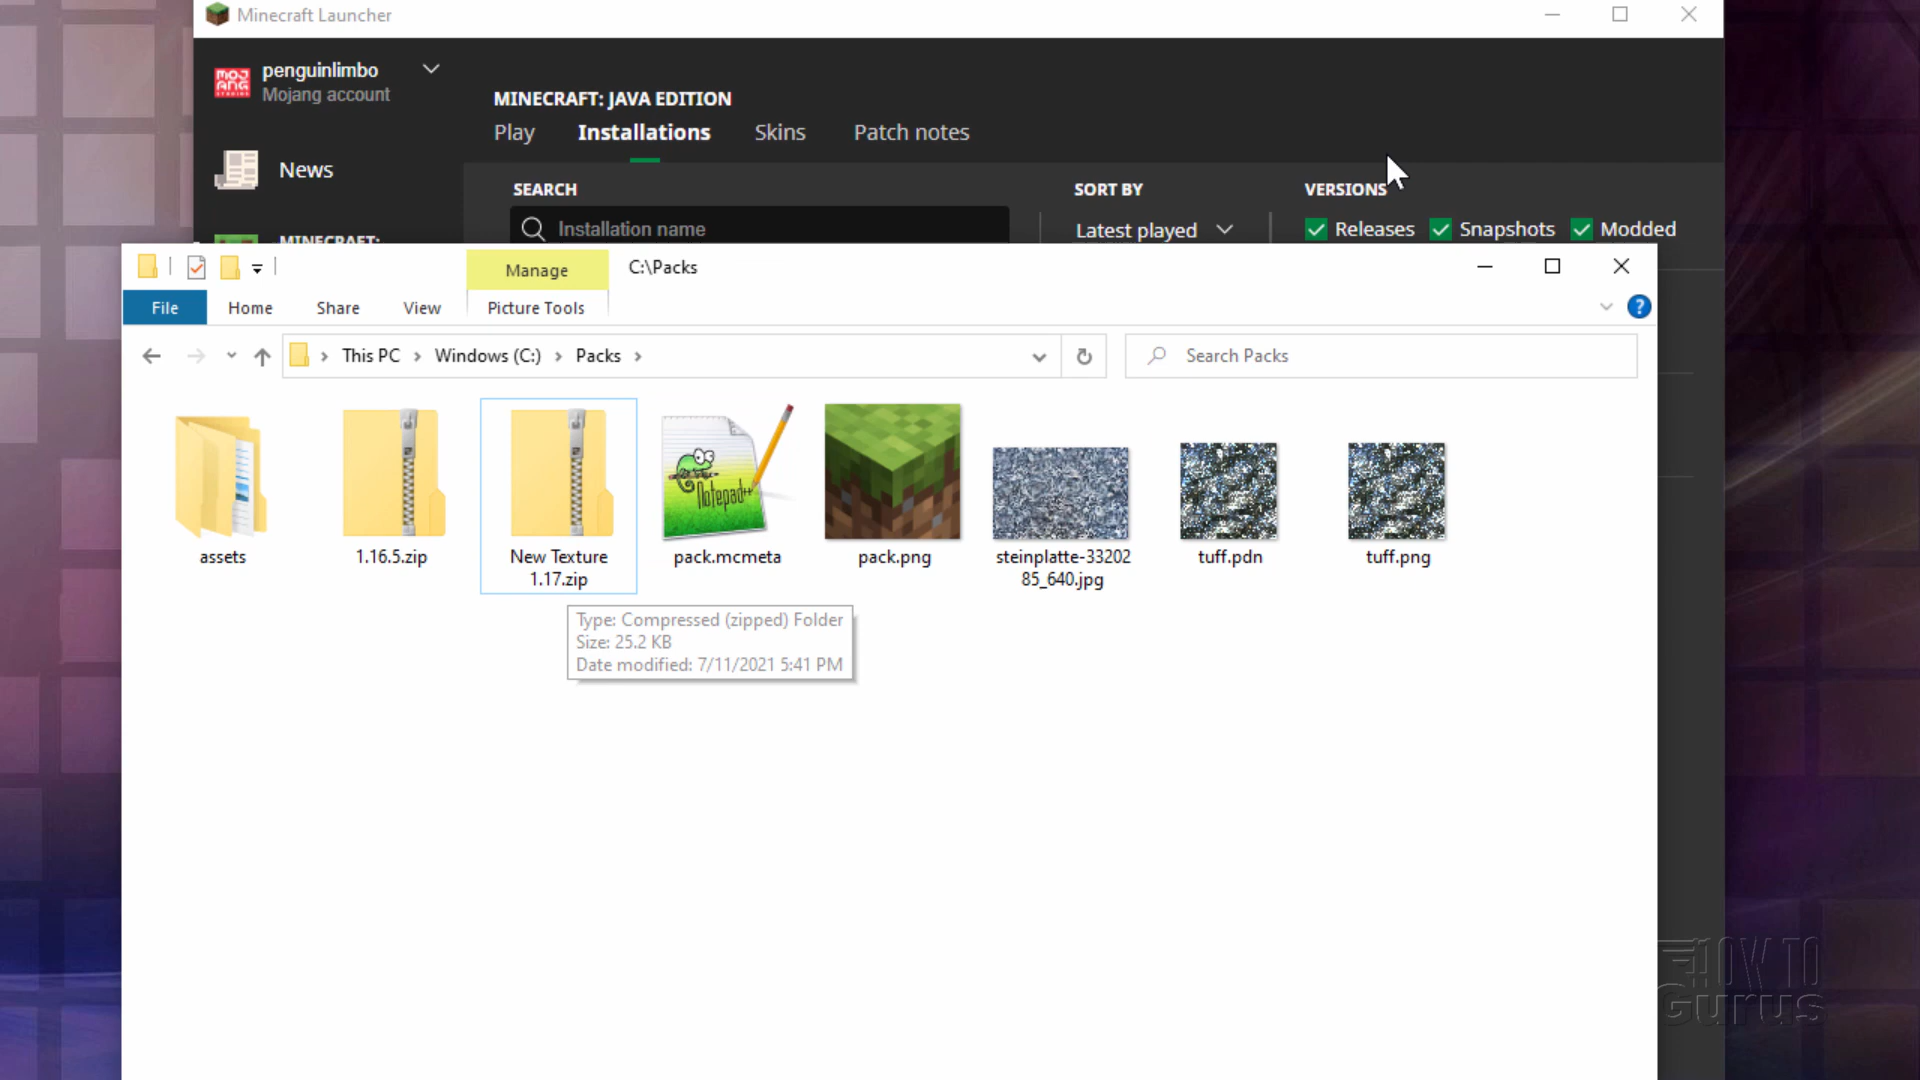 Minecraft Launcher
MOJANG STUDIOS
penguinlimbo
Mojang account
News
MINECRAFT:
MINECRAFT: JAVA EDITION
Play Installations Skins Patch notes
SEARCH SORT BY VERSIONS
Installation name Latest played Releases Snapshots Modded
Manage C:\Packs
File Home Share View Picture Tools ?
This PC Windows (C:) Packs Search Packs
Notepad++
assets
1.16.5.zip
New Texture
1.17.zip
pack.mcmeta
pack.png
steinplatte-33202
85_640.jpg
tuff.pdn
tuff.png
Type: Compressed (zipped) Folder
Size: 25.2 KB
Date modified: 7/11/2021 5:41 PM
HOW TO
Gurus